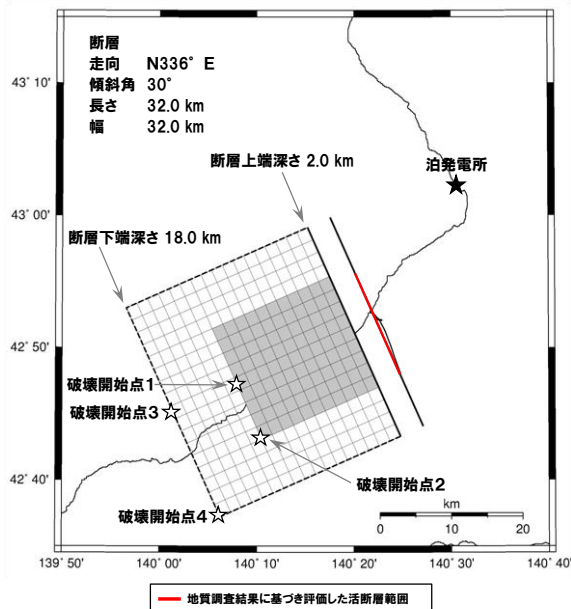 断層
走向 N336° E
傾斜角 30°
長さ 32.0 km
幅 32.0 km
43° 10'
泊発電所
断層上端深さ 2.0 km
43° 00'
断層下端深さ 18.0 km
42° 50'
破壊開始点1
破壊開始点3
破壊開始点2
42° 40'
破壊開始点4
km
0 10 20
139° 50' 140° 00' 140° 10' 140° 20' 140° 30' 140° 40'
地質調査結果に基づき評価した活断層範囲